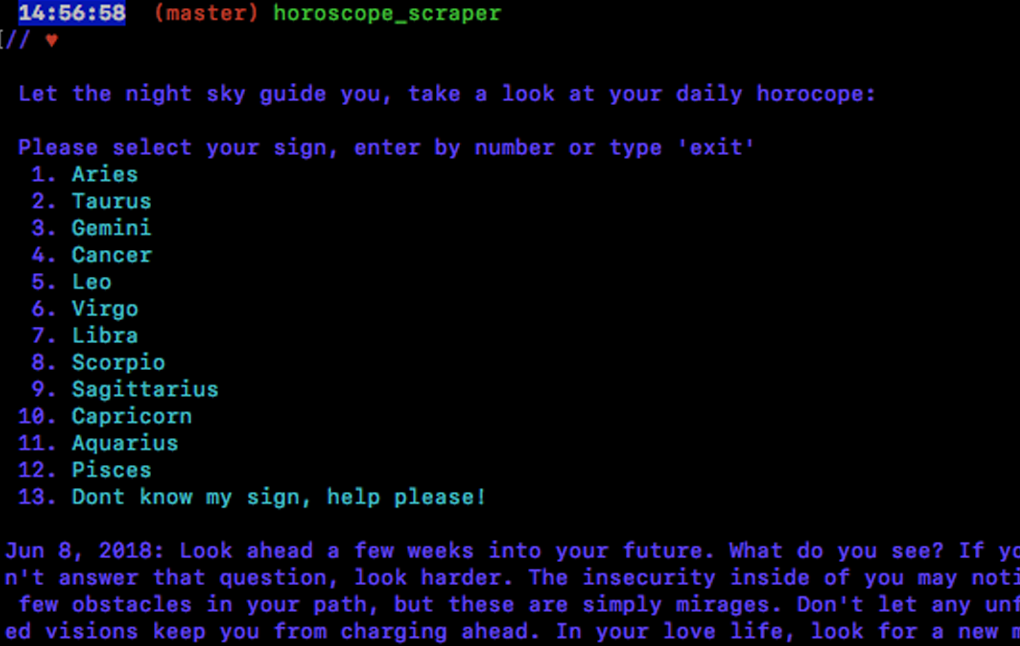 14:56:58 (master) horoscope_scraper
[// ♥
Let the night sky guide you, take a look at your daily horocope:
Please select your sign, enter by number or type 'exit'
1. Aries
2. Taurus
3. Gemini
4. Cancer
5. Leo
6. Virgo
7. Libra
8. Scorpio
9. Sagittarius
10. Capricorn
11. Aquarius
12. Pisces
13. Dont know my sign, help please!
Jun 8, 2018: Look ahead a few weeks into your future. What do you see? If
n't answer that question, look harder. The insecurity inside of you may
few obstacles in your path, but these are simply mirages. Don't let any
ed visions keep you from charging ahead. In your love life, look for a new